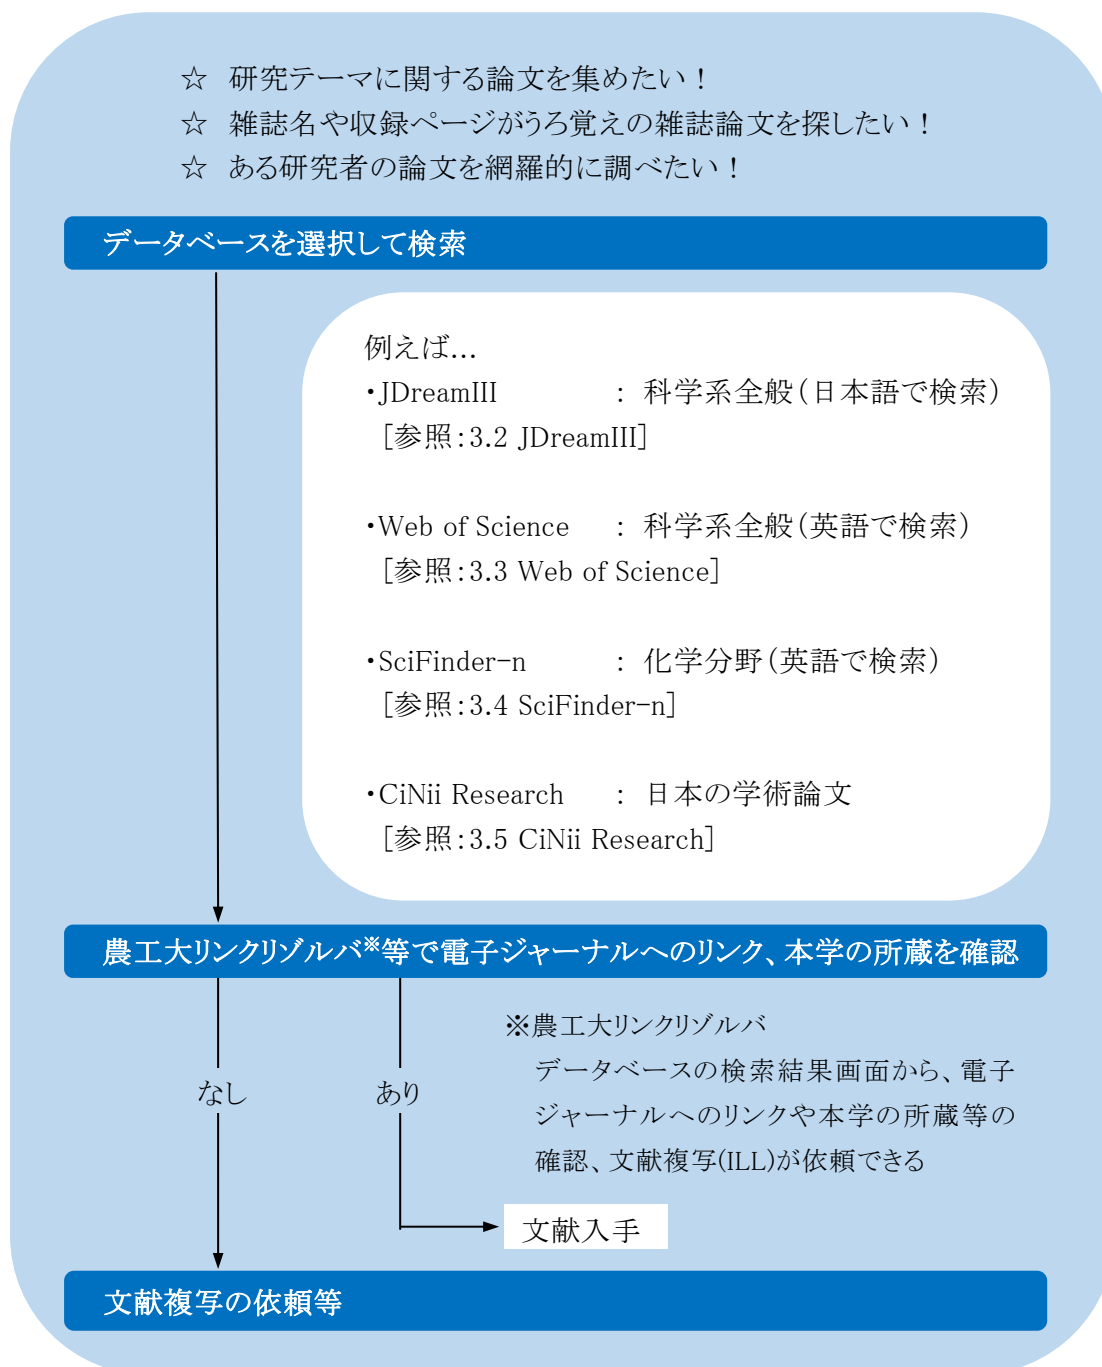 ☆ 研究テーマに関する論文を集めたい！
☆ 雑誌名や収録ページがうろ覚えの雑誌論文を探したい！
☆ ある研究者の論文を網羅的に調べたい！
データベースを選択して検索
例えば…
・JDreamIII ： 科学系全般（日本語で検索）
［参照：3.2 JDreamIII］
・Web of Science ： 科学系全般（英語で検索）
［参照：3.3 Web of Science］
・SciFinder-n ： 化学分野（英語で検索）
［参照：3.4 SciFinder-n］
・CiNii Research ： 日本の学術論文
［参照：3.5 CiNii Research］
農工大リンクリゾルバ※等で電子ジャーナルへのリンク、本学の所蔵を確認
※農工大リンクリゾルバ
データベースの検索結果画面から、電子
ジャーナルへのリンクや本学の所蔵等の
確認、文献複写(ILL)が依頼できる
なし
あり
文献入手
文献複写の依頼等